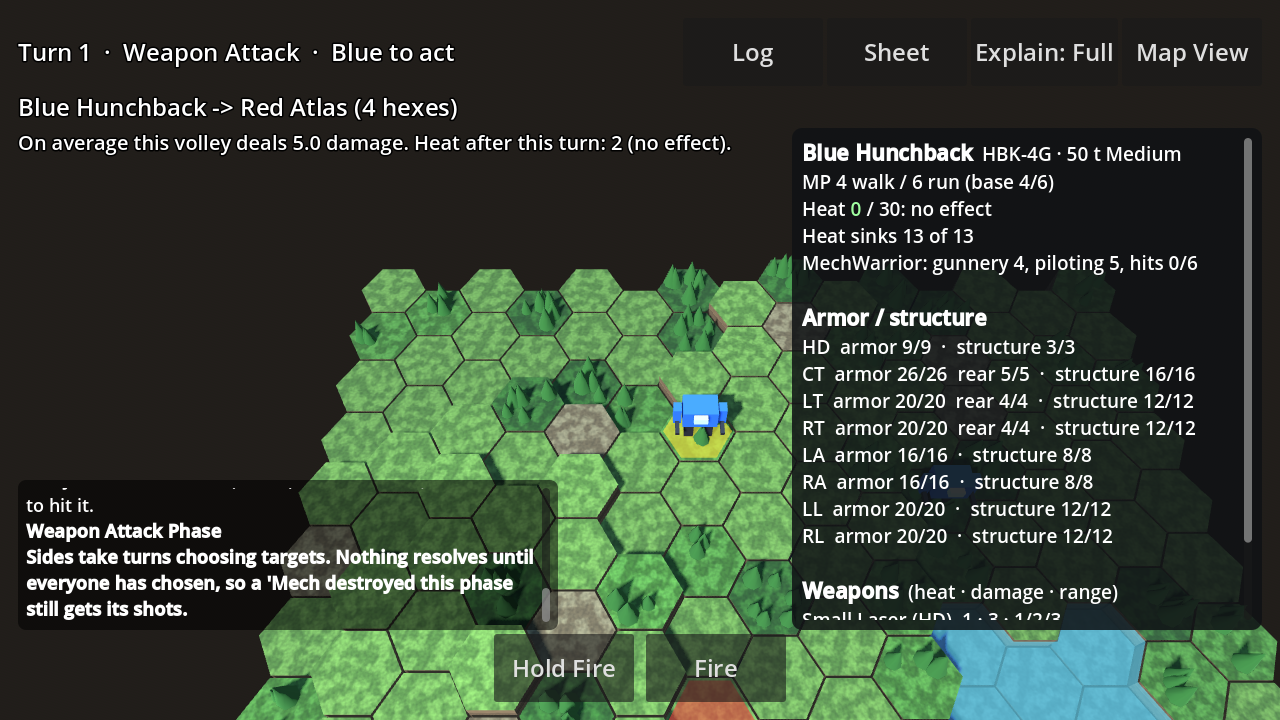 Turn 1 · Weapon Attack · Blue to act
Log
Sheet
Explain: Full
Map View
Blue Hunchback -> Red Atlas (4 hexes)
On average this volley deals 5.0 damage. Heat after this turn: 2 (no effect).
Blue Hunchback HBK-4G · 50 t Medium
MP 4 walk / 6 run (base 4/6)
Heat 0 / 30: no effect
Heat sinks 13 of 13
MechWarrior: gunnery 4, piloting 5, hits 0/6
Armor / structure
HD armor 9/9 · structure 3/3
CT armor 26/26 rear 5/5 · structure 16/16
LT armor 20/20 rear 4/4 · structure 12/12
RT armor 20/20 rear 4/4 · structure 12/12
LA armor 16/16 · structure 8/8
RA armor 16/16 · structure 8/8
LL armor 20/20 · structure 12/12
RL armor 20/20 · structure 12/12
Weapons (heat · damage · range)
Small Laser (HD) 1 · 3 · 1/2/3
to hit it.
Weapon Attack Phase
Sides take turns choosing targets. Nothing resolves until
everyone has chosen, so a 'Mech destroyed this phase
still gets its shots.
Hold Fire
Fire